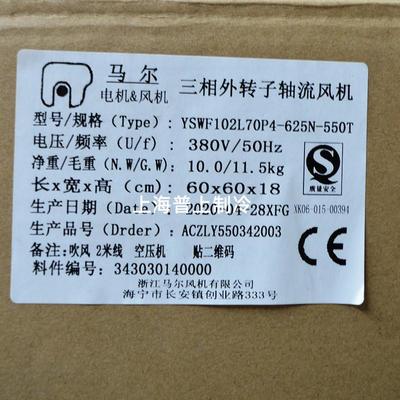 马尔
电机&风机
三相外转子轴流风机
型号/规格 (Type): YSWF102L70P4-625N-550T
电压/频率 (U/f): 380V/50Hz
净重/毛重 (N.W/G.W): 10.0/11.5kg
长x宽x高 (cm): 60x60x18
生产日期 (Date: 2020-04-28XFG
上海普上制冷
质量安全
XK06-015-00394
生产品号 (Drder): ACZLY550342003
备注:吹风 2米线 空压机 贴二维码
料件编号: 343030140000
浙江马尔风机有限公司
海宁市长安镇创业路333号